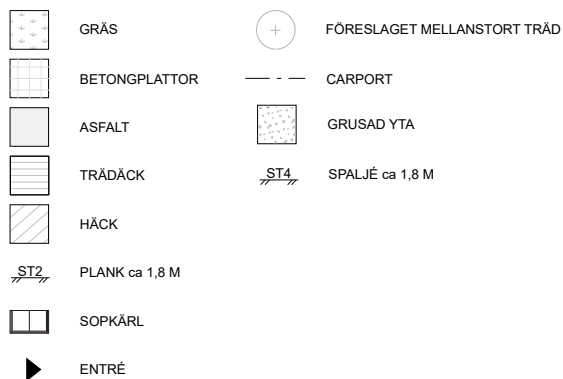 GRÄS
BETONGPLATTOR
ASFALT
TRÄDÄCK
HÄCK
ST2 PLANK ca 1,8 M
SOPKÄRL
ENTRÉ
FÖRESLAGET MELLANSTORT TRÄD
CARPORT
GRUSAD YTA
ST4 SPALJÉ ca 1,8 M